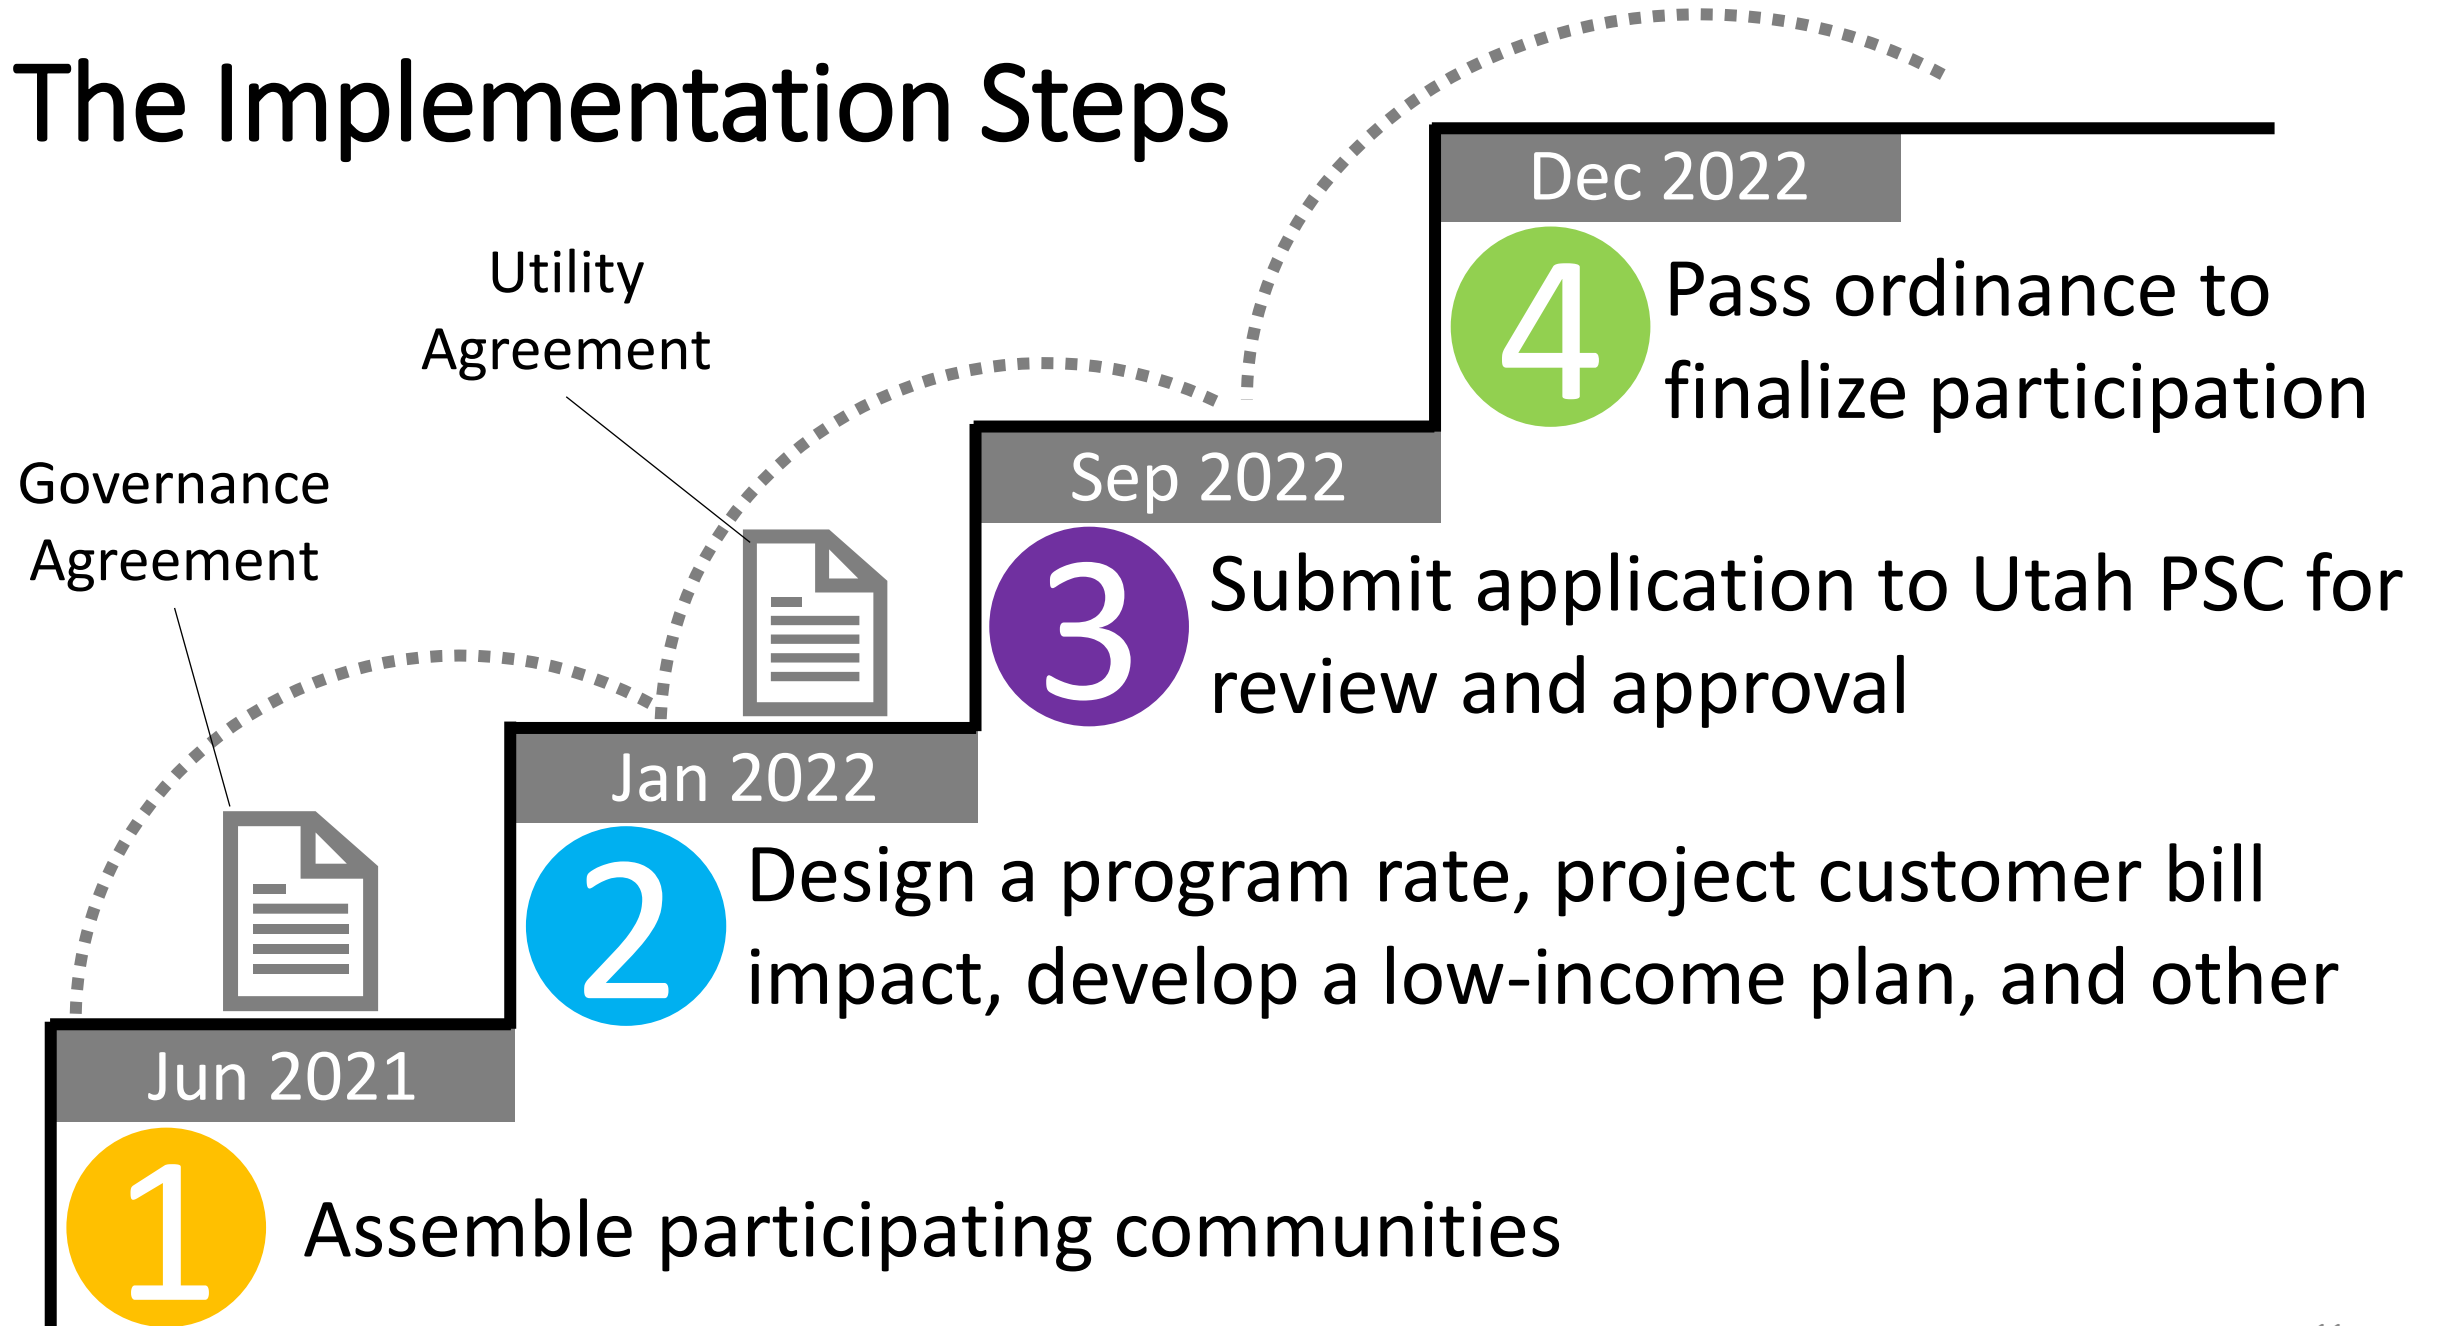 The Implementation Steps
Dec 2022
4
Pass ordinance to
finalize participation
Utility
Agreement
Sep 2022
3
Submit application to Utah PSC for
review and approval
Governance
Agreement
Jan 2022
2
Design a program rate, project customer bill
impact, develop a low-income plan, and other
Jun 2021
1
Assemble participating communities